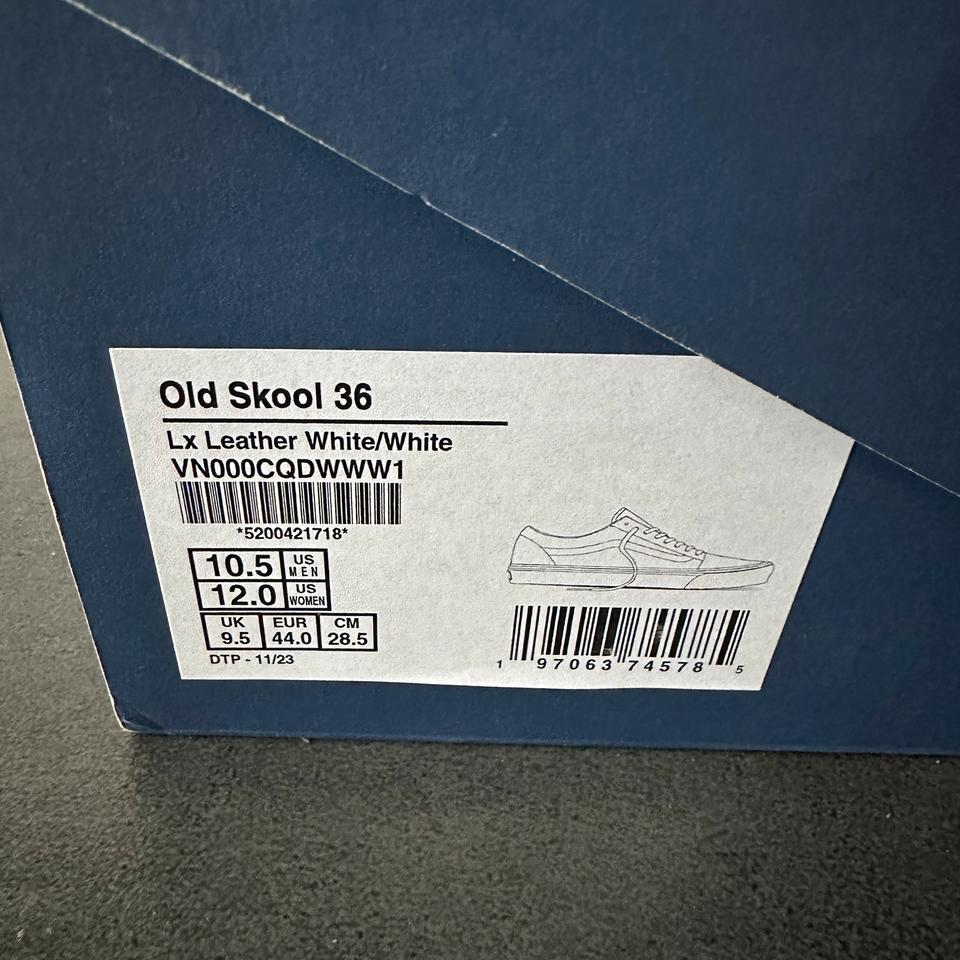 Old Skool 36
Lx Leather White/White
VN000CQDWWW1
*5200421718*
10.5 US MEN
12.0 US WOMEN
UK EUR CM
9.5 44.0 28.5
DTP - 11/23
1 97063 74578 5